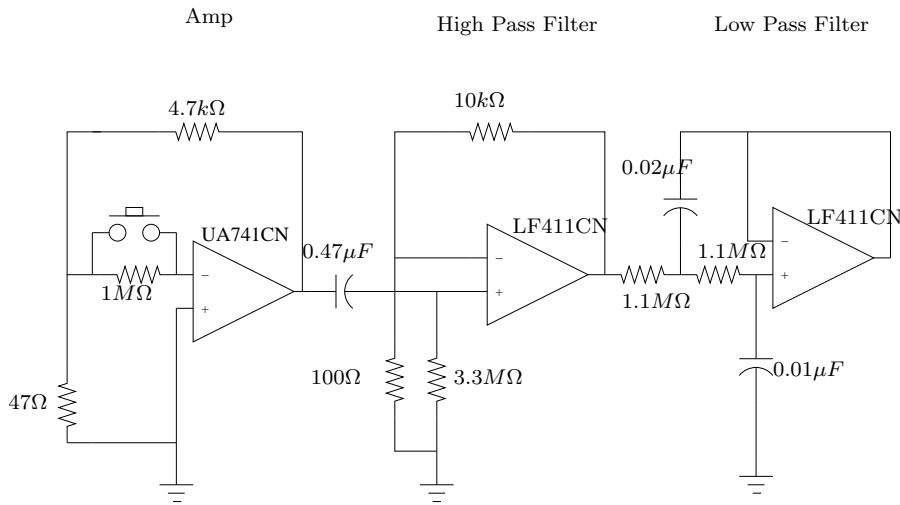 Amp
High Pass Filter
Low Pass Filter
4.7kΩ
10kΩ
0.02μF
UA741CN
0.47μF
LF411CN
LF411CN
1MΩ
1.1MΩ
1.1MΩ
−
+
−
+
−
+
47Ω
100Ω
3.3MΩ
0.01μF